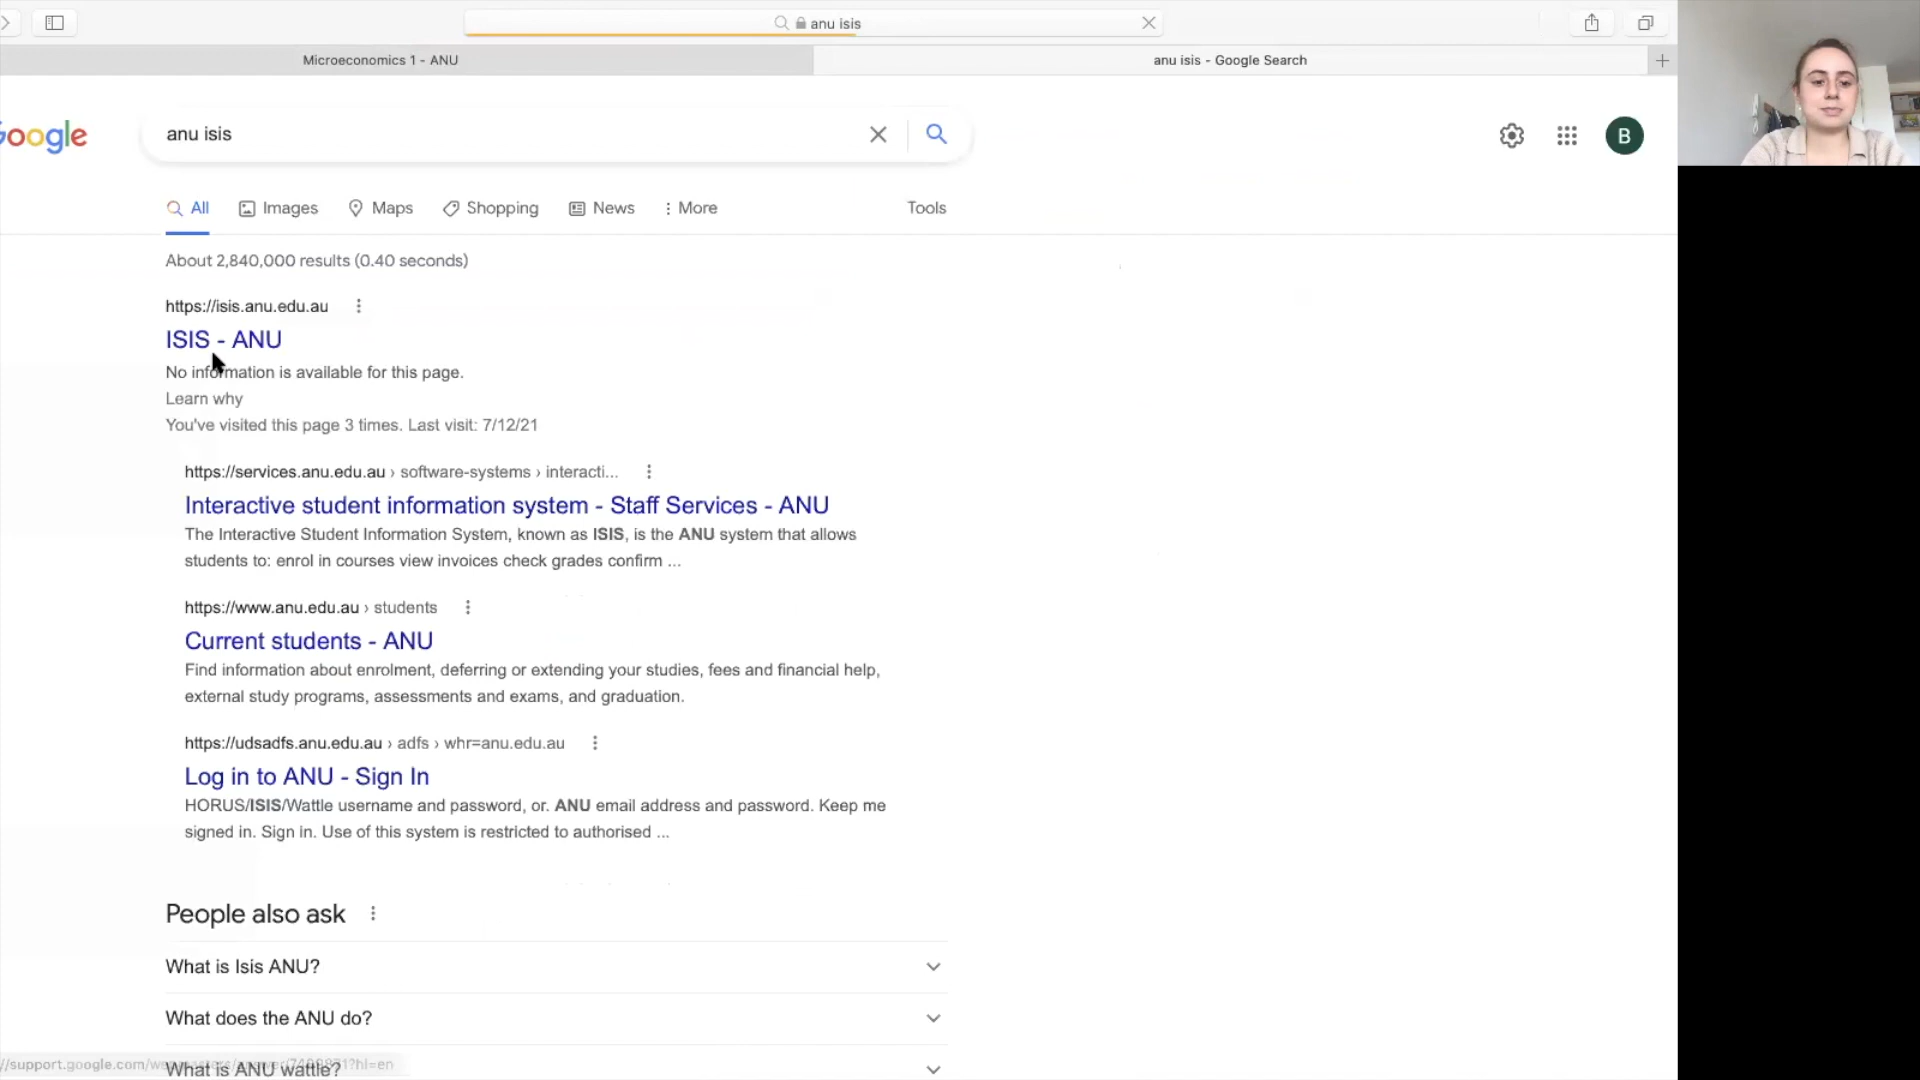 anu isis
Microeconomics 1 - ANU
anu isis - Google Search
Google
anu isis
B
All
Images
Maps
Shopping
News
More
Tools
About 2,840,000 results (0.40 seconds)
https://isis.anu.edu.au
ISIS - ANU
No information is available for this page.
Learn why
You've visited this page 3 times. Last visit: 7/12/21
https://services.anu.edu.au › software-systems › interacti...
Interactive student information system - Staff Services - ANU
The Interactive Student Information System, known as ISIS, is the ANU system that allows
students to: enrol in courses view invoices check grades confirm ...
https://www.anu.edu.au › students
Current students - ANU
Find information about enrolment, deferring or extending your studies, fees and financial help,
external study programs, assessments and exams, and graduation.
https://udsadfs.anu.edu.au › adfs › whr=anu.edu.au
Log in to ANU - Sign In
HORUS/ISIS/Wattle username and password, or. ANU email address and password. Keep me
signed in. Sign in. Use of this system is restricted to authorised ...
People also ask
What is Isis ANU?
What does the ANU do?
What is ANU wattle?